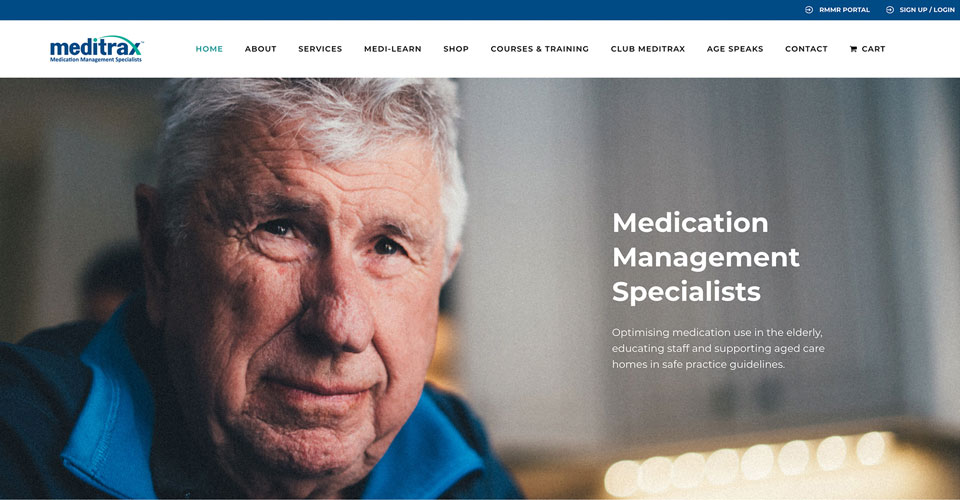 RMMR PORTAL SIGN UP / LOGIN
meditrax™
Medication Management Specialists
HOME ABOUT SERVICES MEDI-LEARN SHOP COURSES & TRAINING CLUB MEDITRAX AGE SPEAKS CONTACT CART
Medication
Management
Specialists
Optimising medication use in the elderly,
educating staff and supporting aged care
homes in safe practice guidelines.